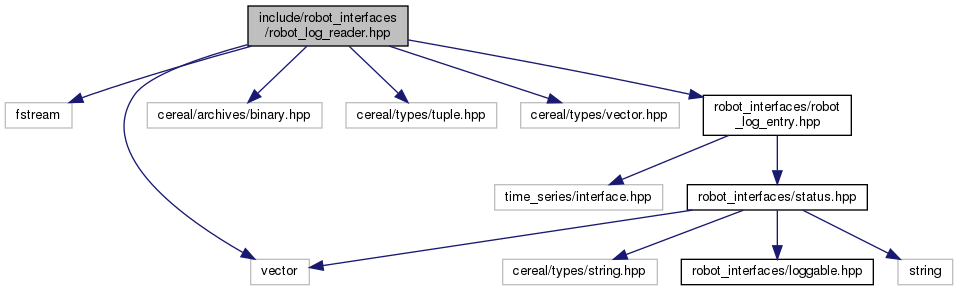 include/robot_interfaces
/robot_log_reader.hpp
fstream
cereal/archives/binary.hpp
cereal/types/tuple.hpp
cereal/types/vector.hpp
robot_interfaces/robot
_log_entry.hpp
time_series/interface.hpp
robot_interfaces/status.hpp
vector
cereal/types/string.hpp
robot_interfaces/loggable.hpp
string